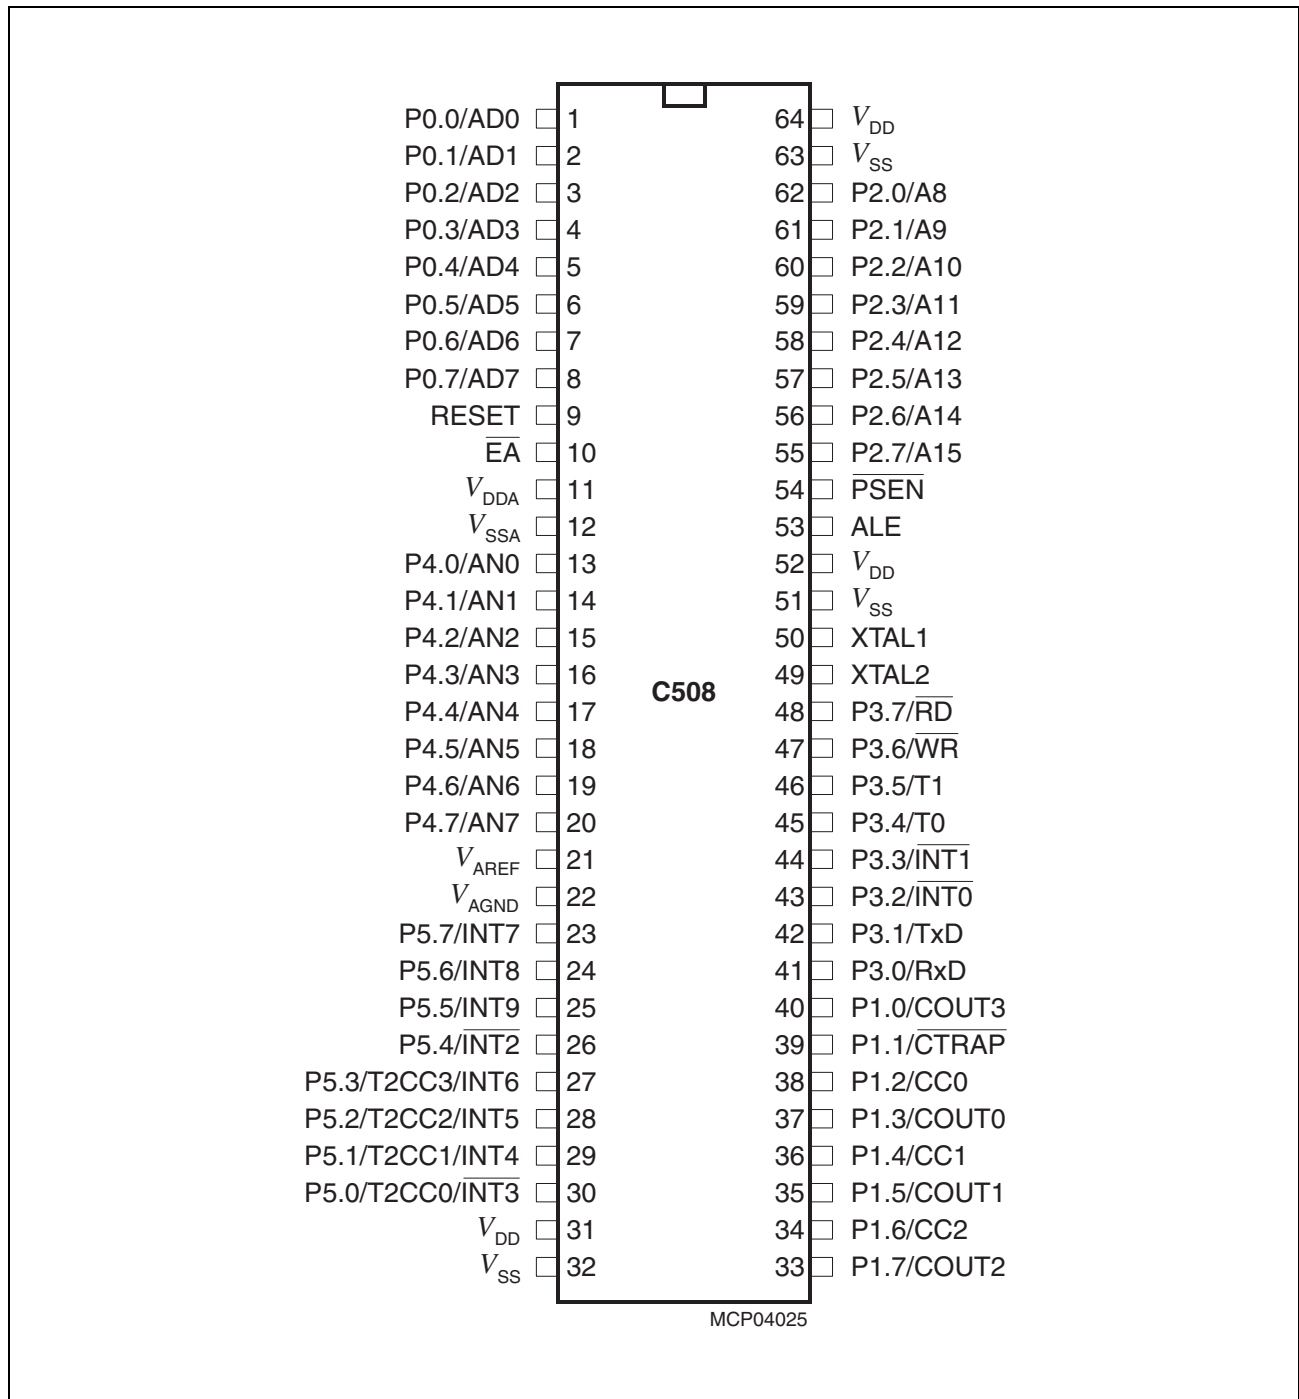 P0.0/AD0 1 64 VDD
P0.1/AD1 2 63 VSS
P0.2/AD2 3 62 P2.0/A8
P0.3/AD3 4 61 P2.1/A9
P0.4/AD4 5 60 P2.2/A10
P0.5/AD5 6 59 P2.3/A11
P0.6/AD6 7 58 P2.4/A12
P0.7/AD7 8 57 P2.5/A13
RESET 9 56 P2.6/A14
E̅A̅ 10 55 P2.7/A15
VDDA 11 54 P̅S̅E̅N̅
VSSA 12 53 ALE
P4.0/AN0 13 52 VDD
P4.1/AN1 14 51 VSS
P4.2/AN2 15 50 XTAL1
P4.3/AN3 16 49 XTAL2
C508
P4.4/AN4 17 48 P3.7/R̅D̅
P4.5/AN5 18 47 P3.6/W̅R̅
P4.6/AN6 19 46 P3.5/T1
P4.7/AN7 20 45 P3.4/T0
VAREF 21 44 P3.3/I̅N̅T̅1̅
VAGND 22 43 P3.2/I̅N̅T̅0̅
P5.7/INT7 23 42 P3.1/TxD
P5.6/INT8 24 41 P3.0/RxD
P5.5/INT9 25 40 P1.0/COUT3
P5.4/I̅N̅T̅2̅ 26 39 P1.1/C̅T̅R̅A̅P̅
P5.3/T2CC3/INT6 27 38 P1.2/CC0
P5.2/T2CC2/INT5 28 37 P1.3/COUT0
P5.1/T2CC1/INT4 29 36 P1.4/CC1
P5.0/T2CC0/I̅N̅T̅3̅ 30 35 P1.5/COUT1
VDD 31 34 P1.6/CC2
VSS 32 33 P1.7/COUT2
MCP04025